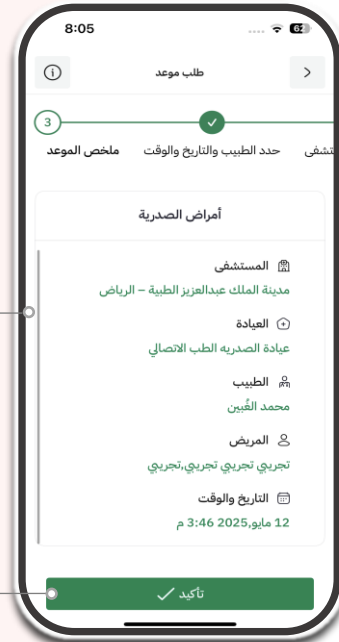 8:05
62
طلب موعد
3
تشفى
حدد الطبيب والتاريخ والوقت
ملخص الموعد
أمراض الصدرية
المستشفى
مدينة الملك عبدالعزيز الطبية – الرياض
العيادة
عيادة الصدريه الطب الاتصالي
الطبيب
محمد الغُبين
المريض
تجريبي تجريبي تجريبي,تجريبي
التاريخ والوقت
12 مايو,2025 3:46 م
تأكيد